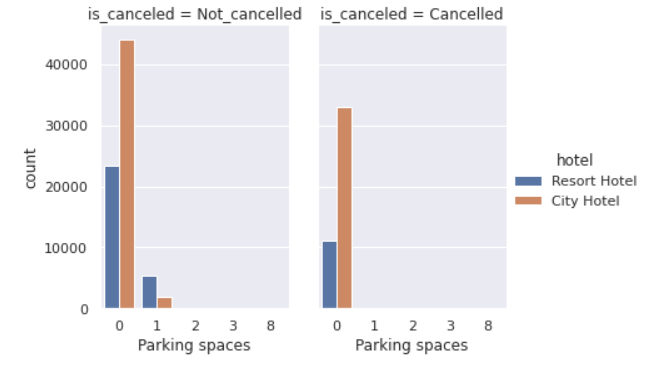 is_canceled = Not_cancelled
is_canceled = Cancelled
40000
30000
20000
10000
0
count
0 1 2 3 8
0 1 2 3 8
Parking spaces
Parking spaces
hotel
Resort Hotel
City Hotel